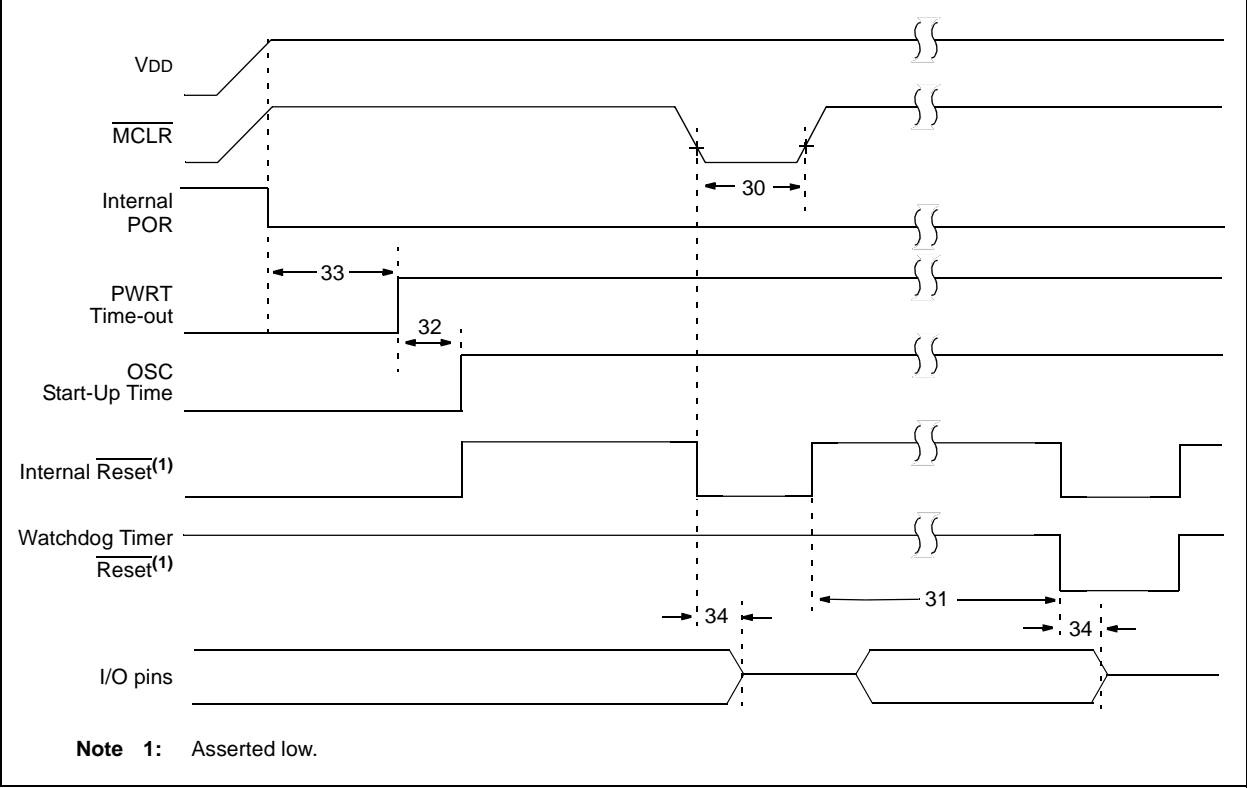 VDD
MCLR
30
Internal
POR
33
PWRT
Time-out
32
OSC
Start-Up Time
Internal Reset(1)
Watchdog Timer
Reset(1)
31
34
34
I/O pins
Note 1: Asserted low.